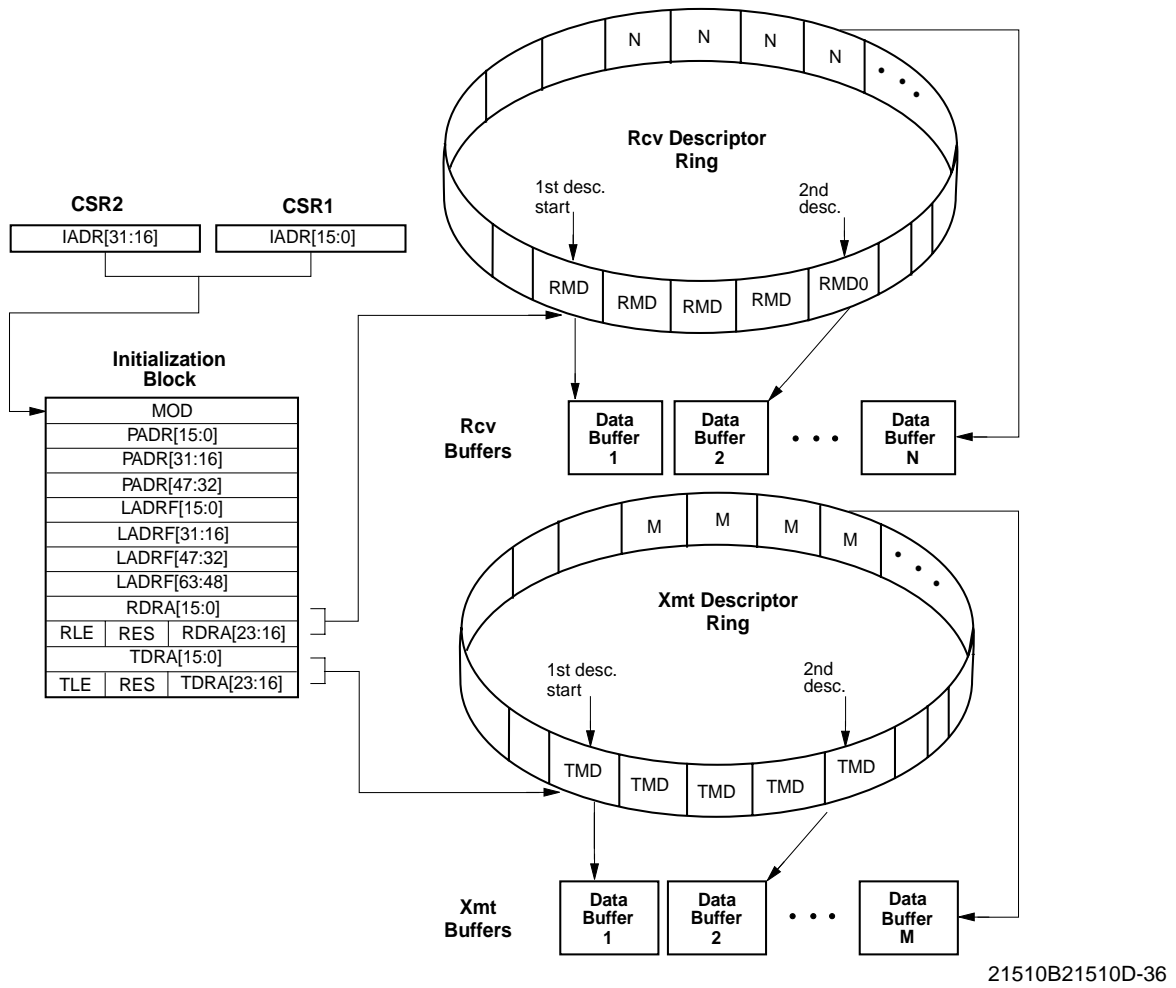 N N N N
Rcv Descriptor
Ring
1st desc.
start
2nd
desc.
RMD RMD RMD RMD RMD0
CSR2 CSR1
IADR[31:16] IADR[15:0]
Initialization
Block
MOD
PADR[15:0]
PADR[31:16]
PADR[47:32]
LADRF[15:0]
LADRF[31:16]
LADRF[47:32]
LADRF[63:48]
RDRA[15:0]
RLE RES RDRA[23:16]
TDRA[15:0]
TLE RES TDRA[23:16]
Rcv
Buffers
Data
Buffer
1
Data
Buffer
2
• • •
Data
Buffer
N
M M M M
Xmt Descriptor
Ring
1st desc.
start
2nd
desc.
TMD TMD TMD TMD TMD
Xmt
Buffers
Data
Buffer
1
Data
Buffer
2
• • •
Data
Buffer
M
21510B21510D-36